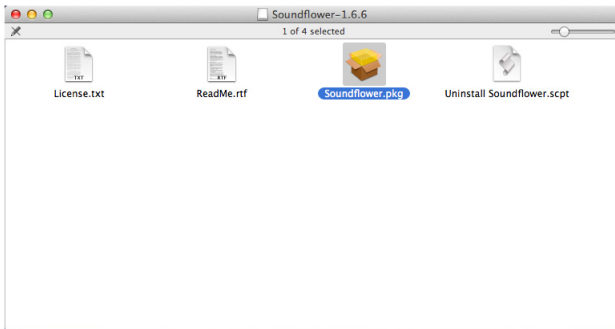 Soundflower-1.6.6
1 of 4 selected
TXT
RTF
License.txt
ReadMe.rtf
Soundflower.pkg
Uninstall Soundflower.scpt